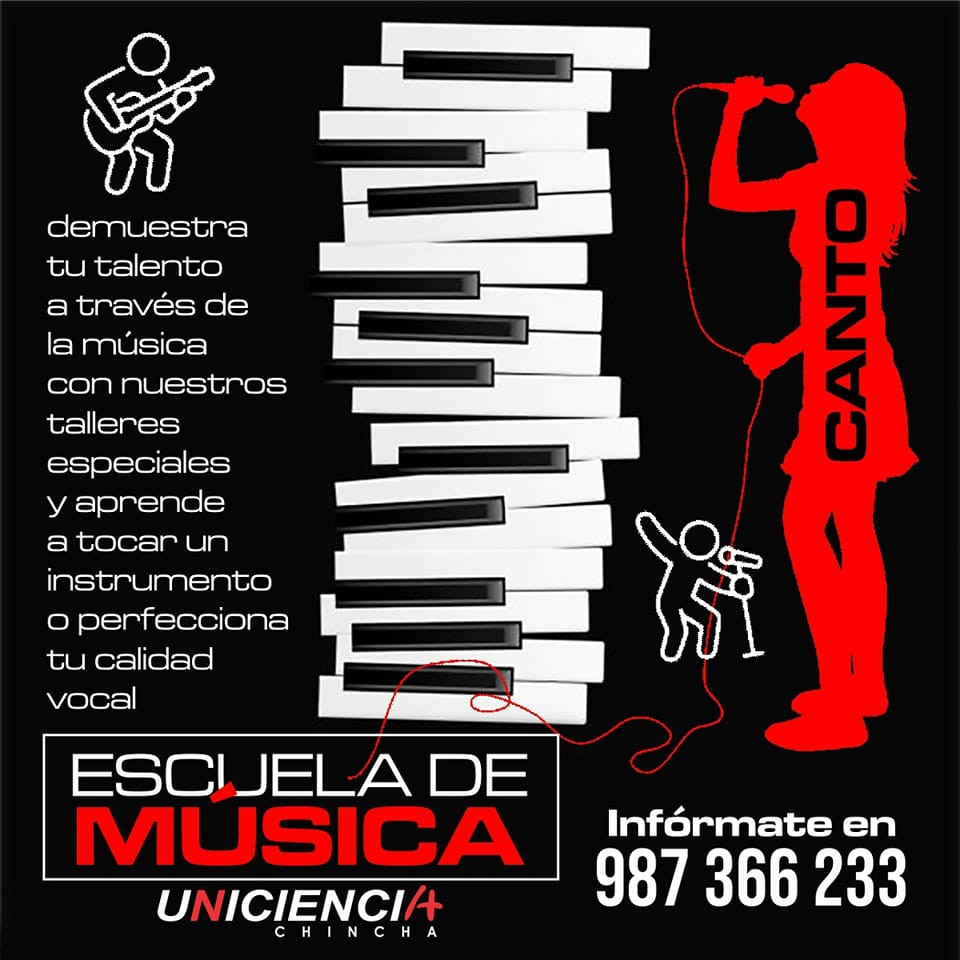 demuestra
tu talento
a través de
la música
con nuestros
talleres
especiales
y aprende
a tocar un
instrumento
o perfecciona
tu calidad
vocal
CANTO
ESCUELA DE
MÚSICA
UNICIENCIA
CHINCHA
Infórmate en
987 366 233